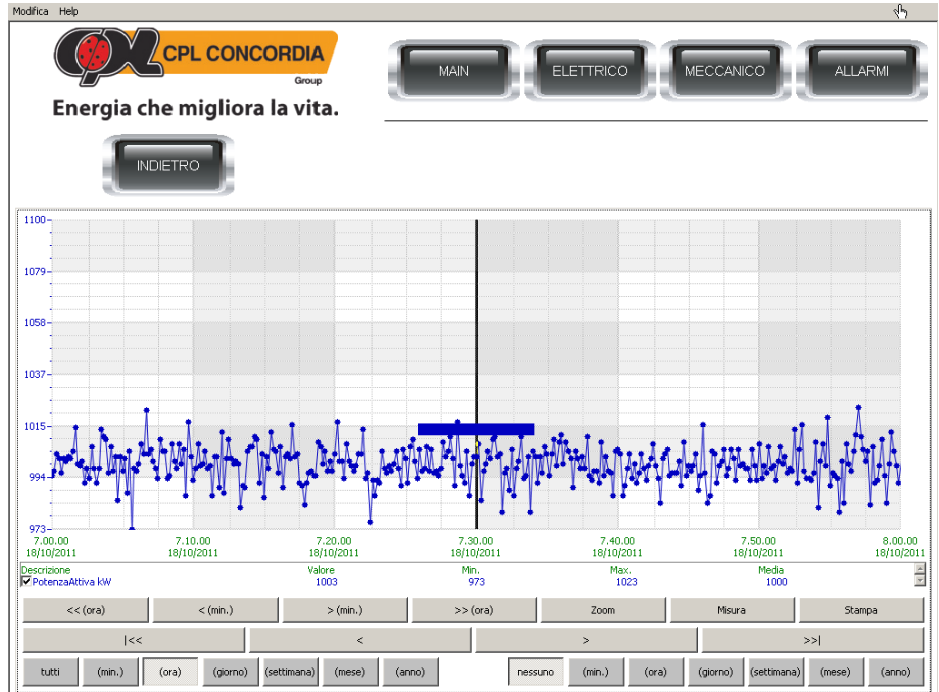 Modifica Help
CPL CONCORDIA
Group
Energia che migliora la vita.
MAIN ELETTRICO MECCANICO ALLARMI
INDIETRO
1100
1079
1058
1037
1015
994
973
7.00.00 7.10.00 7.20.00 7.30.00 7.40.00 7.50.00 8.00.00
18/10/2011 18/10/2011 18/10/2011 18/10/2011 18/10/2011 18/10/2011 18/10/2011
Descrizione Valore Min. Max. Media
PotenzaAttiva kW 1003 973 1023 1000
<< (ora) < (min.) > (min.) >> (ora) Zoom Misura Stampa
|<< < > >>|
tutti (min.) (ora) (giorno) (settimana) (mese) (anno) nessuno (min.) (ora) (giorno) (settimana) (mese) (anno)